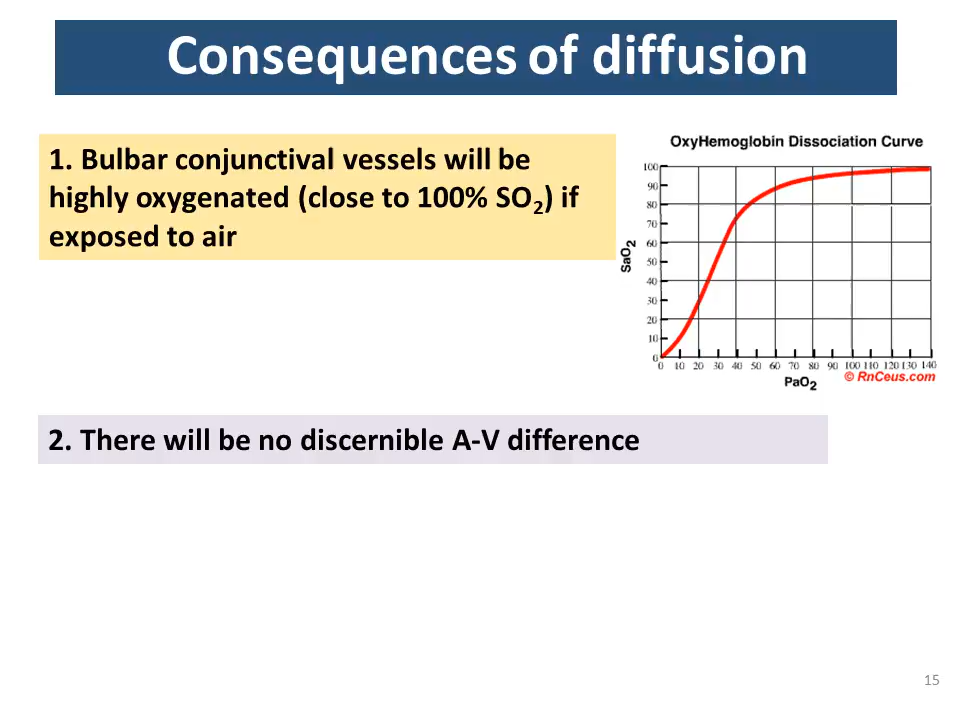 Consequences of diffusion
1. Bulbar conjunctival vessels will be
highly oxygenated (close to 100% SO₂) if
exposed to air
OxyHemoglobin Dissociation Curve
100
90
80
70
60
50
40
30
20
10
0
SaO₂
0 10 20 30 40 50 60 70 80 90 100 110 120 130 140
PaO₂
© RnCeus.com
2. There will be no discernible A-V difference
15